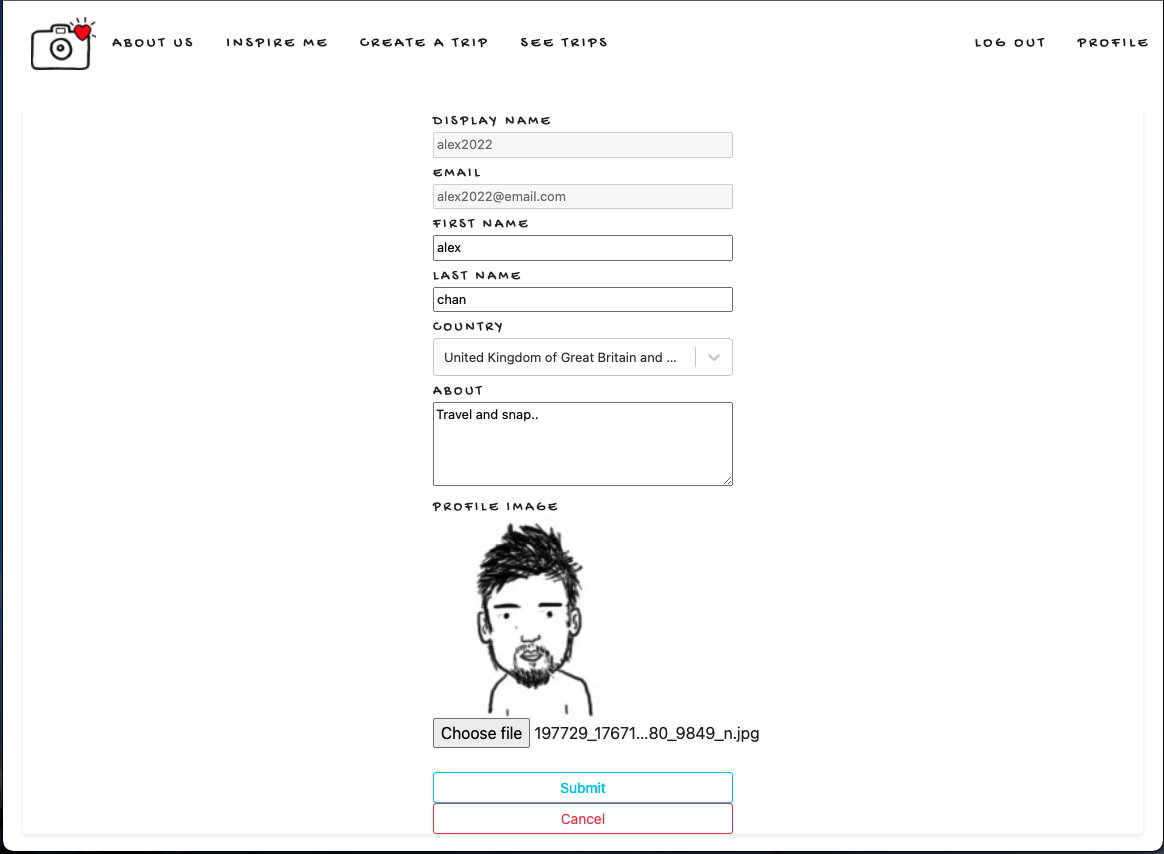 ABOUT US INSPIRE ME CREATE A TRIP SEE TRIPS LOG OUT PROFILE
DISPLAY NAME
alex2022
EMAIL
alex2022@email.com
FIRST NAME
alex
LAST NAME
chan
COUNTRY
United Kingdom of Great Britain and ...
ABOUT
Travel and snap..
PROFILE IMAGE
Choose file 197729_17671...80_9849_n.jpg
Submit
Cancel